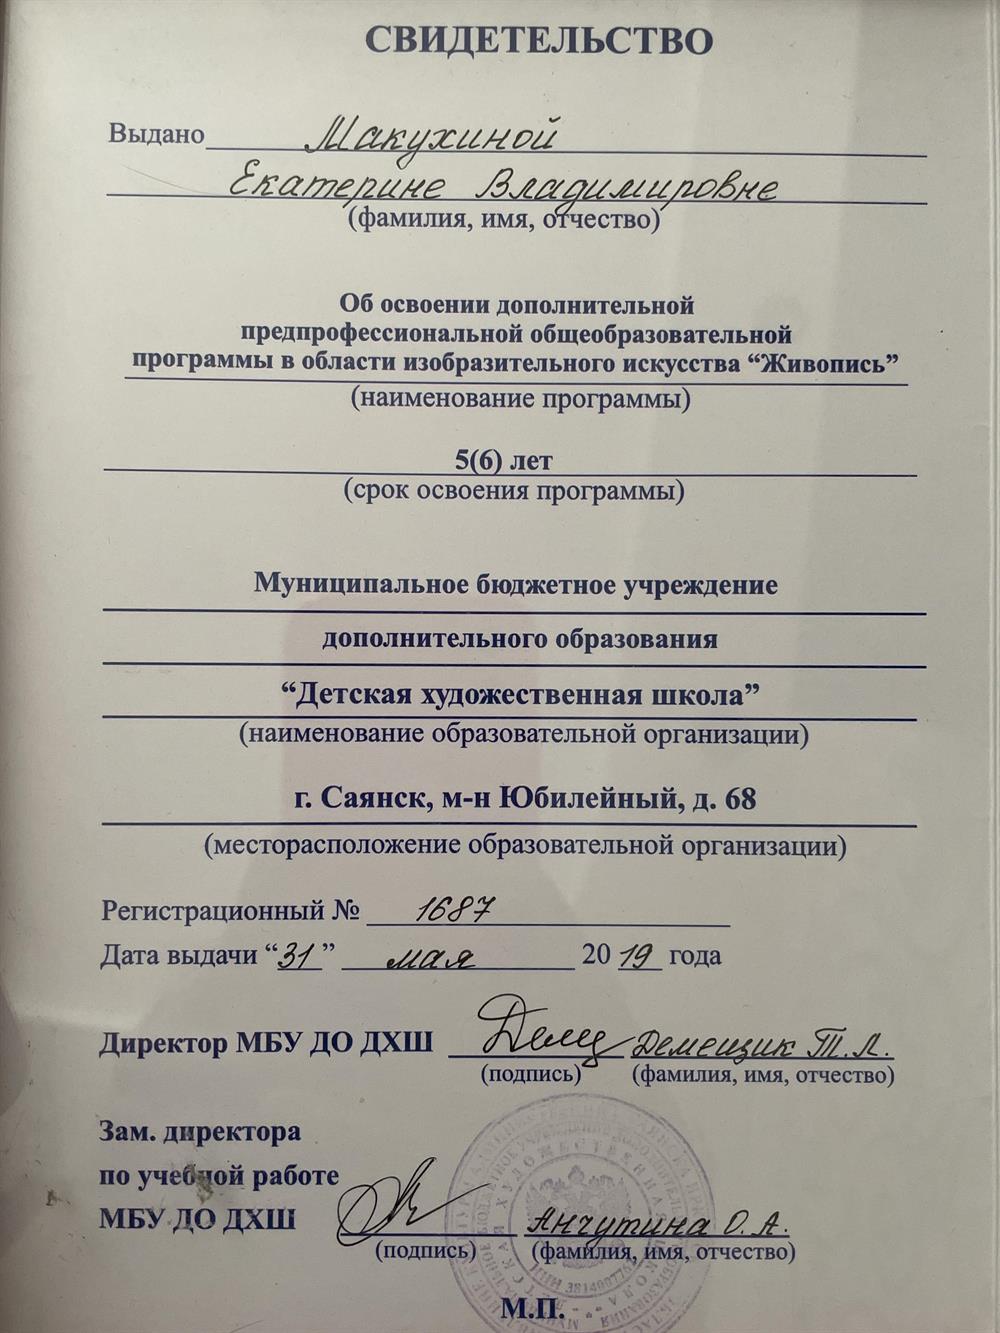 СВИДЕТЕЛЬСТВО
Выдано Макухиной
Екатерине Владимировне
(фамилия, имя, отчество)
Об освоении дополнительной
предпрофессиональной общеобразовательной
программы в области изобразительного искусства “Живопись”
(наименование программы)
5(6) лет
(срок освоения программы)
Муниципальное бюджетное учреждение
дополнительного образования
“Детская художественная школа”
(наименование образовательной организации)
г. Саянск, м-н Юбилейный, д. 68
(месторасположение образовательной организации)
Регистрационный № 1687
Дата выдачи “31” мая 2019 года
Директор МБУ ДО ДХШ Демещик Т.Л.
(подпись) (фамилия, имя, отчество)
Зам. директора
по учебной работе
МБУ ДО ДХШ Анчутина О.А.
(подпись) (фамилия, имя, отчество)
М.П.